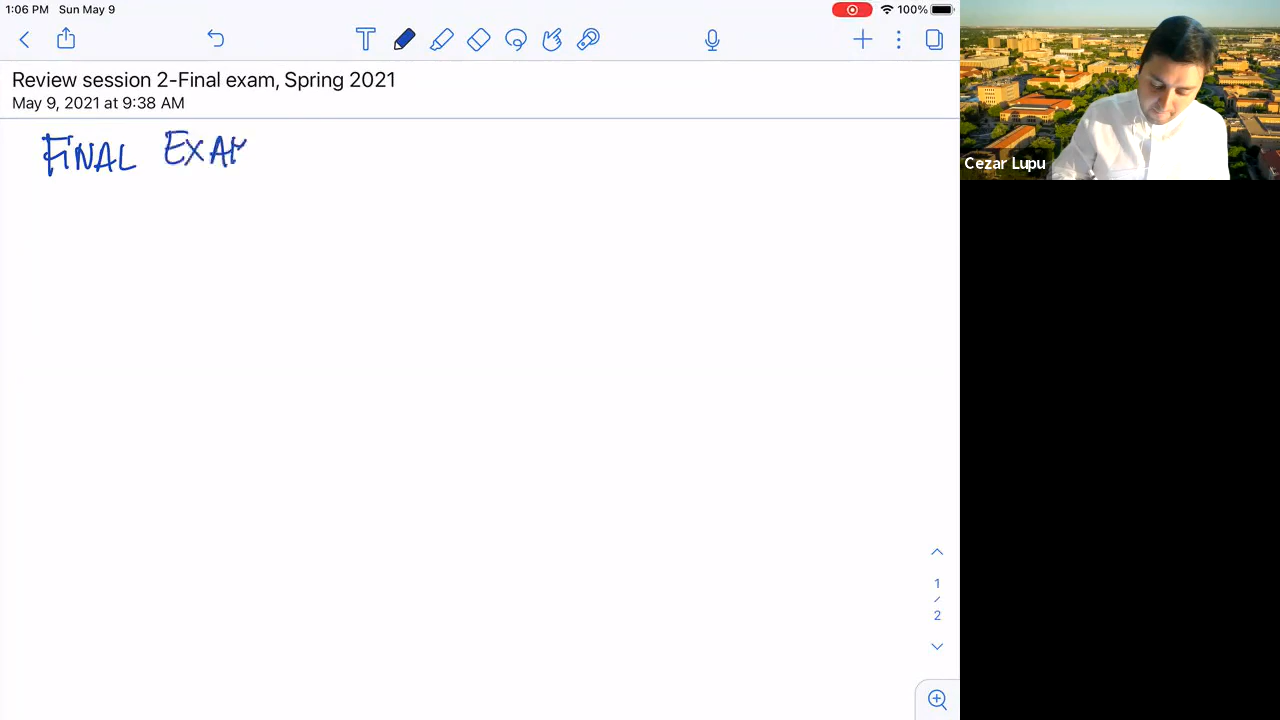 1:06 PM Sun May 9
100%
Review session 2-Final exam, Spring 2021
May 9, 2021 at 9:38 AM
FINAL EXAM
Cezar Lupu
1
/
2